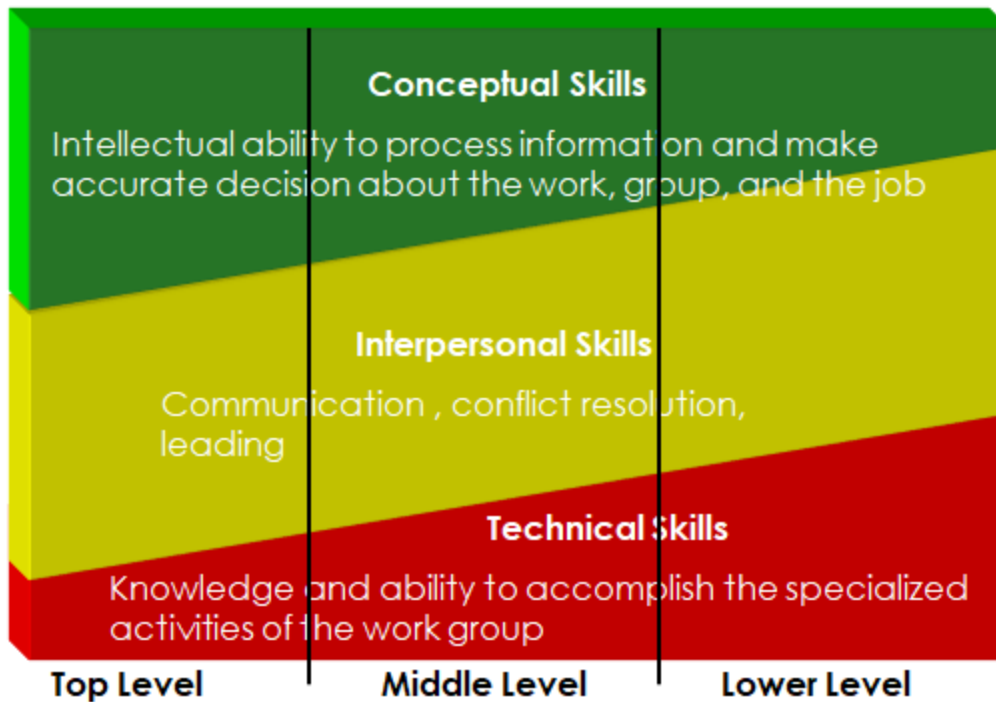 Conceptual Skills
Intellectual ability to process information and make
accurate decision about the work, group, and the job
Interpersonal Skills
Communication , conflict resolution,
leading
Technical Skills
Knowledge and ability to accomplish the specialized
activities of the work group
Top Level Middle Level Lower Level